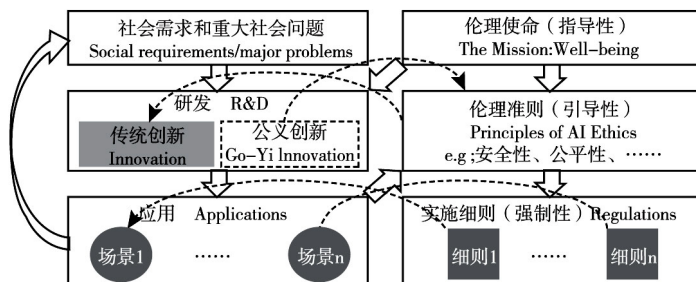 社会需求和重大社会问题
Social requirements/major problems
伦理使命（指导性）
The Mission:Well-being
研发 R&D
传统创新
Innovation
公义创新
Go-Yi lnnovation
伦理准则（引导性）
Principles of AI Ethics
e.g ;安全性、公平性、……
应用 Applications
场景1 …… 场景n
实施细则（强制性）Regulations
细则1 …… 细则n